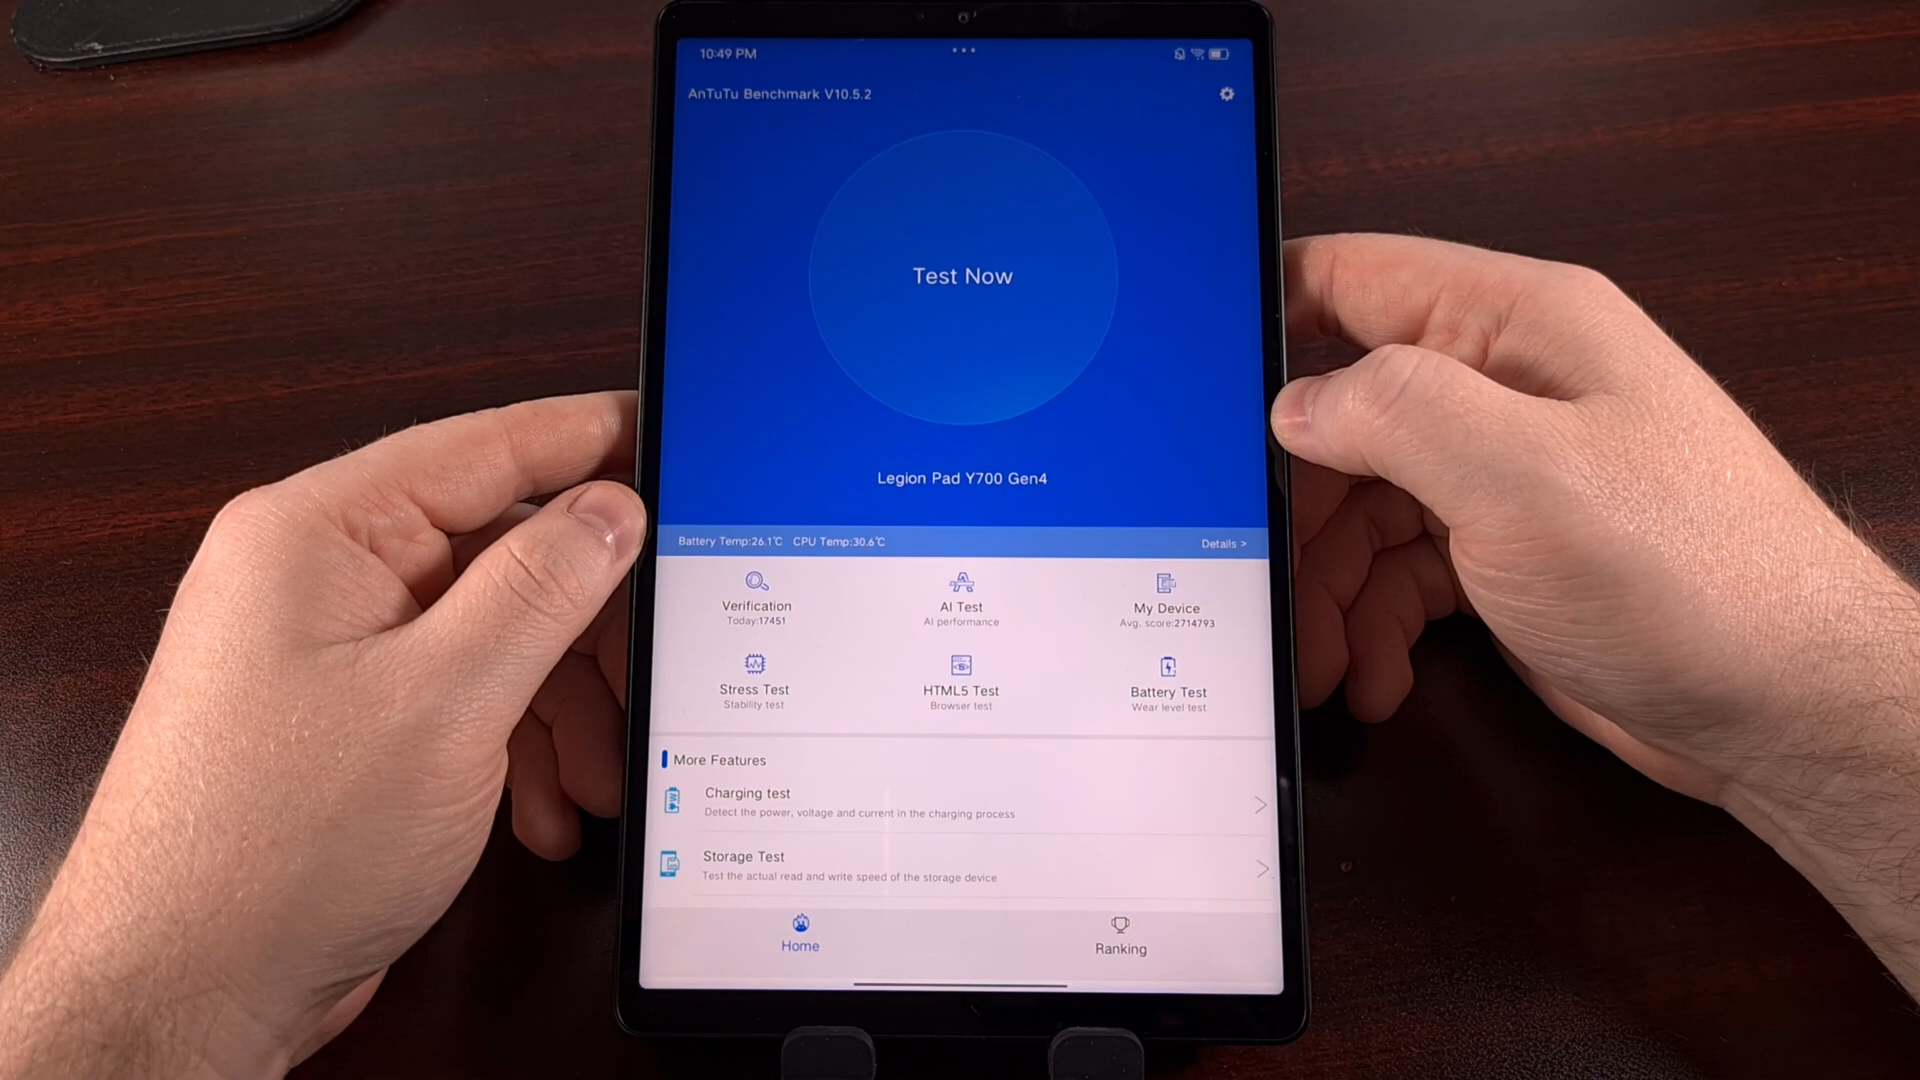 10:49 PM
AnTuTu Benchmark V10.5.2
Test Now
Legion Pad Y700 Gen4
Battery Temp:26.1℃ CPU Temp:30.6℃ Details >
Verification
Today:17451
AI Test
AI performance
My Device
Avg. score:2714793
Stress Test
Stability test
HTML5 Test
Browser test
Battery Test
Wear level test
More Features
Charging test
Detect the power, voltage and current in the charging process
Storage Test
Test the actual read and write speed of the storage device
Home
Ranking